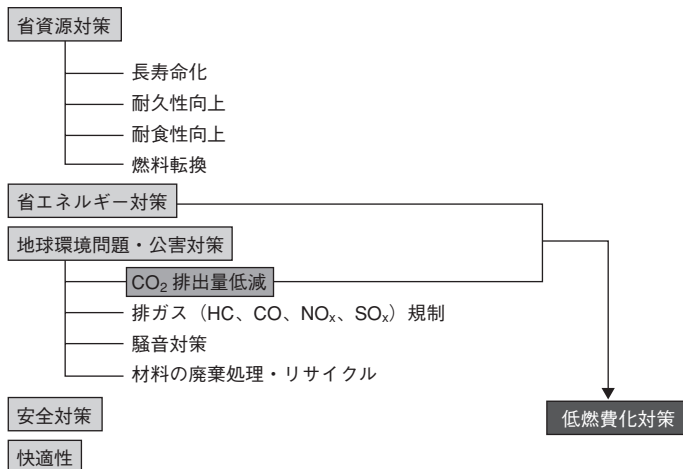 省資源対策
長寿命化
耐久性向上
耐食性向上
燃料転換
省エネルギー対策
地球環境問題・公害対策
CO₂ 排出量低減
排ガス（HC、CO、NOₓ、SOₓ）規制
騒音対策
材料の廃棄処理・リサイクル
安全対策
低燃費化対策
快適性